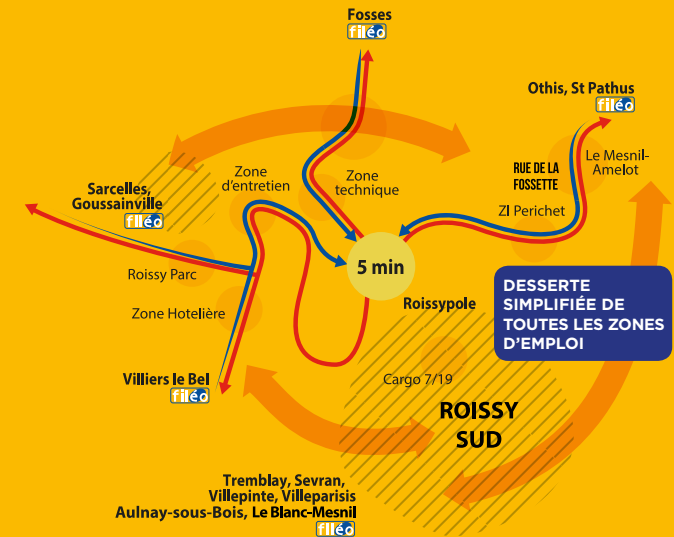 Fosses
filéo
Othis, St Pathus
filéo
Zone
d'entretien
Zone
technique
RUE DE LA
FOSSETTE
Le Mesnil-
Amelot
Sarcelles,
Goussainville
filéo
ZI Perichet
5 min
Roissy Parc
Roissypole
DESSERTE
SIMPLIFIÉE DE
TOUTES LES ZONES
D'EMPLOI
Zone Hotelière
Villiers le Bel
filéo
Cargo 7/19
ROISSY
SUD
Tremblay, Sevran,
Villepinte, Villeparisis
Aulnay-sous-Bois, Le Blanc-Mesnil
filéo